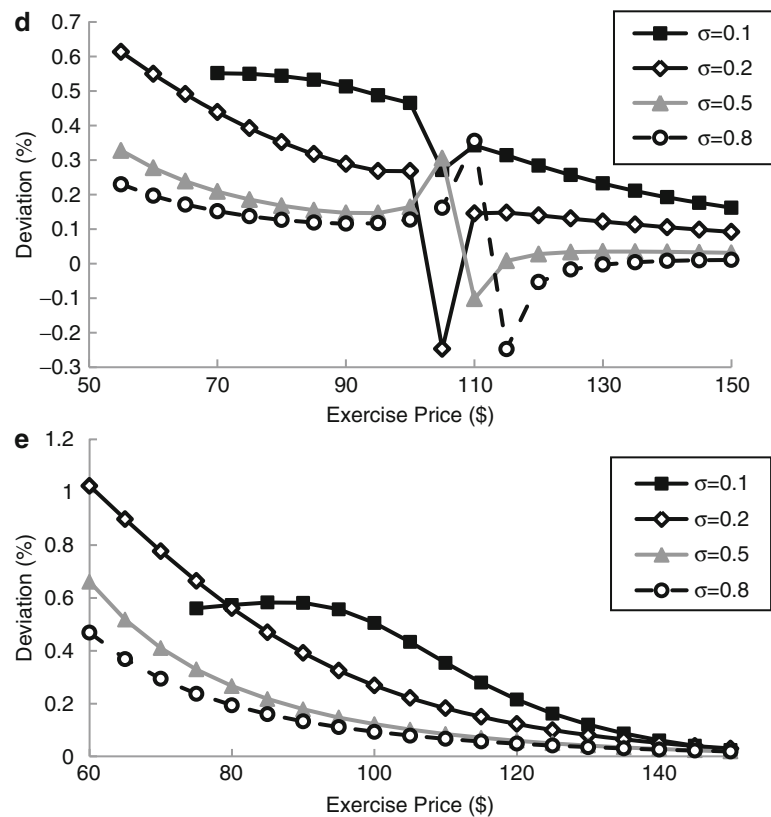 d
0.7
0.6
0.5
0.4
0.3
0.2
0.1
0
−0.1
−0.2
−0.3
Deviation (%)
50 70 90 110 130 150
Exercise Price ($)
σ=0.1
σ=0.2
σ=0.5
σ=0.8
e
1.2
1
0.8
0.6
0.4
0.2
0
Deviation (%)
60 80 100 120 140
Exercise Price ($)
σ=0.1
σ=0.2
σ=0.5
σ=0.8